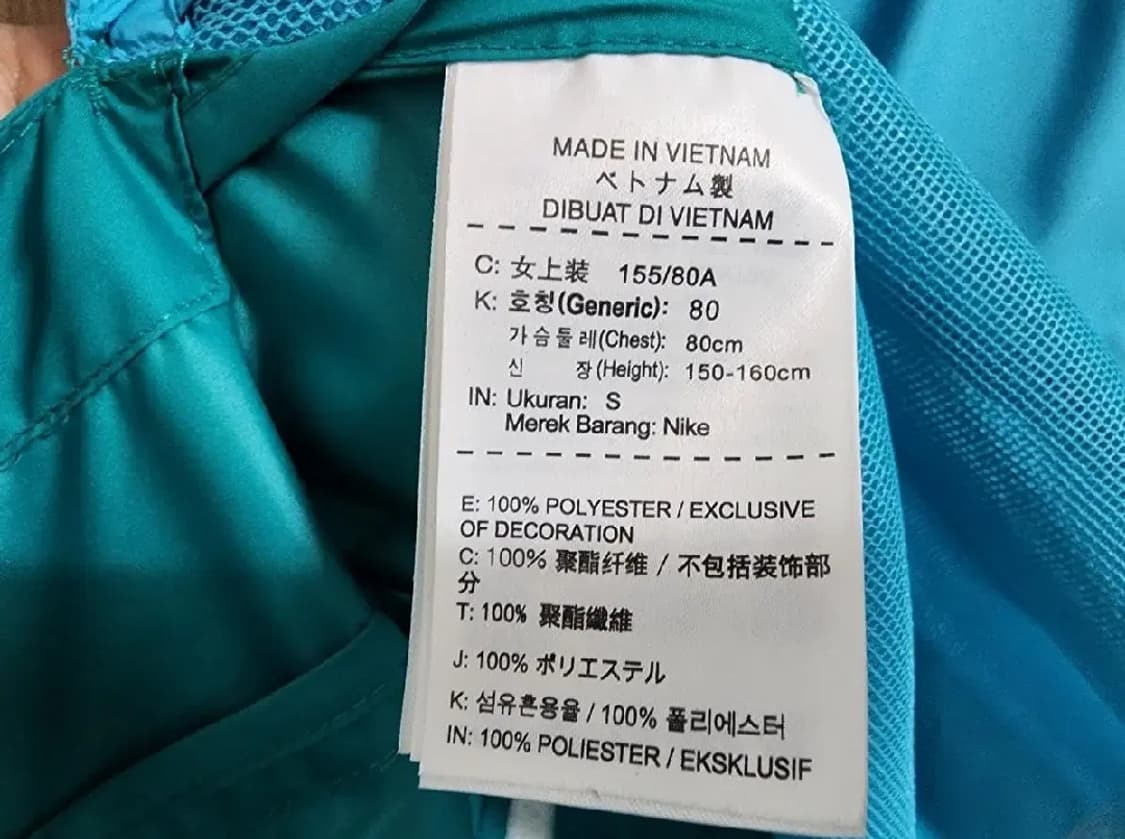 MADE IN VIETNAM
ベトナム製
DIBUAT DI VIETNAM
C: 女上装 155/80A
K: 호칭(Generic): 80
가슴둘레(Chest): 80cm
신 장(Height): 150-160cm
IN: Ukuran: S
Merek Barang: Nike
E: 100% POLYESTER / EXCLUSIVE
OF DECORATION
C: 100% 聚酯纤维 / 不包括装饰部
分
T: 100% 聚酯纖維
J: 100% ポリエステル
K: 섬유혼용율 / 100% 폴리에스터
IN: 100% POLIESTER / EKSKLUSIF